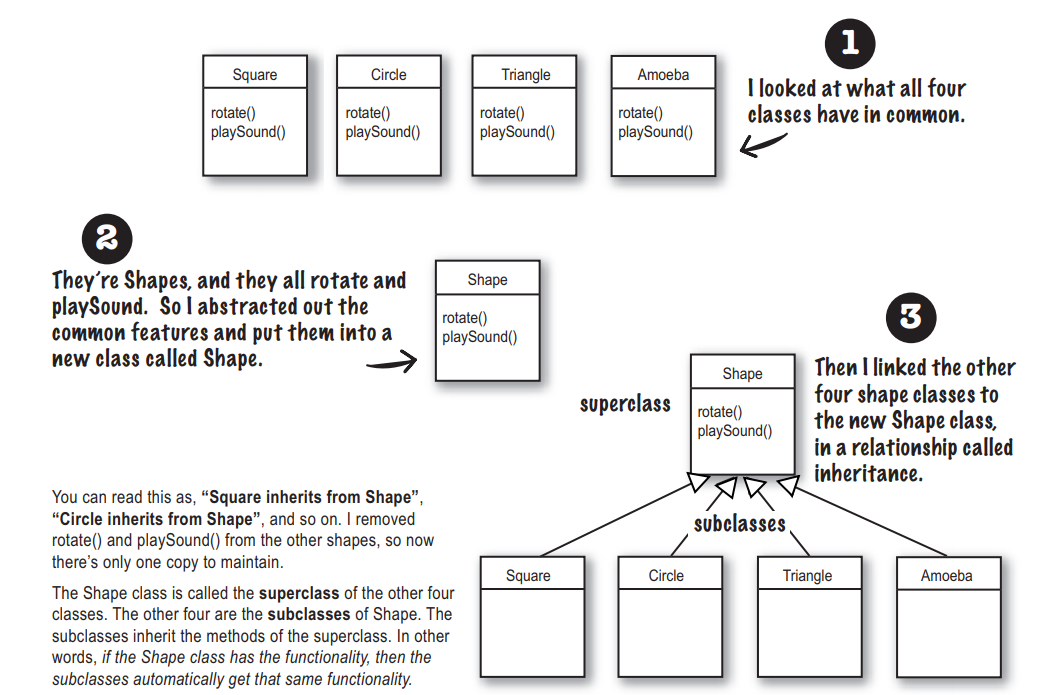 1
Square
rotate()
playSound()
Circle
rotate()
playSound()
Triangle
rotate()
playSound()
Amoeba
rotate()
playSound()
I looked at what all four
classes have in common.
2
They're Shapes, and they all rotate and
playSound. So I abstracted out the
common features and put them into a
new class called Shape.
Shape
rotate()
playSound()
3
Then I linked the other
four shape classes to
the new Shape class,
in a relationship called
inheritance.
superclass
Shape
rotate()
playSound()
subclasses
Square
Circle
Triangle
Amoeba
You can read this as, “Square inherits from Shape”,
“Circle inherits from Shape”, and so on. I removed
rotate() and playSound() from the other shapes, so now
there’s only one copy to maintain.
The Shape class is called the superclass of the other four
classes. The other four are the subclasses of Shape. The
subclasses inherit the methods of the superclass. In other
words, if the Shape class has the functionality, then the
subclasses automatically get that same functionality.